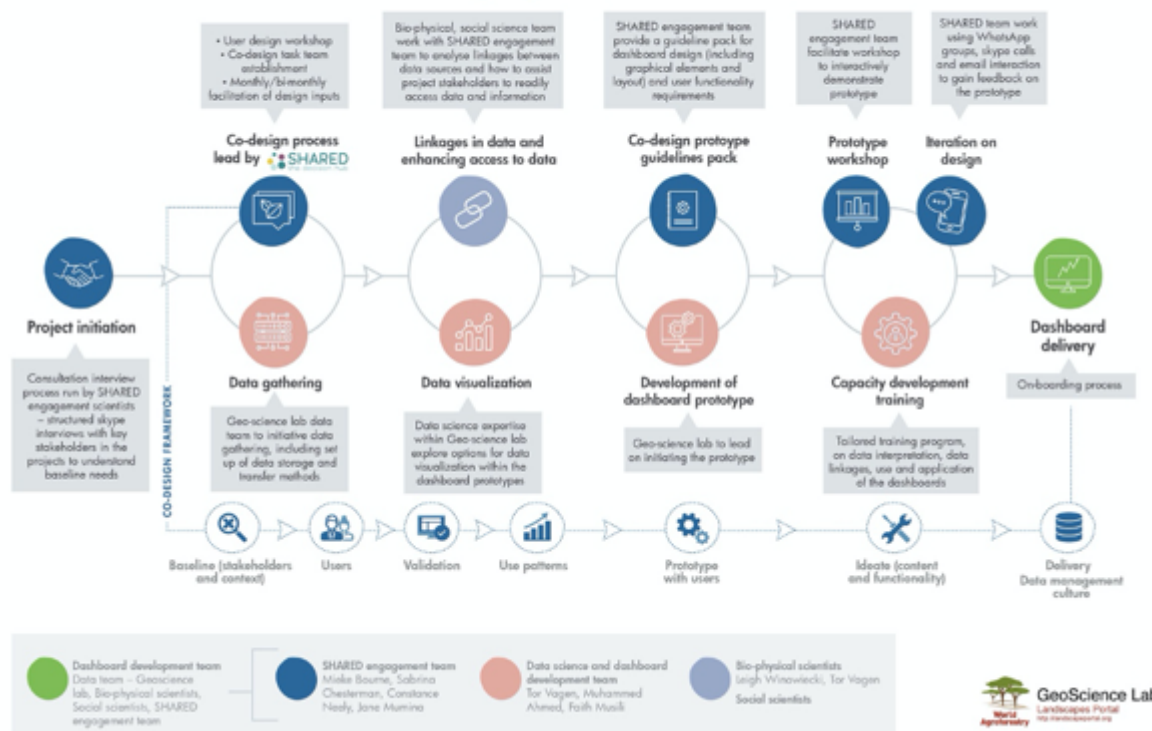 • User design workshop
• Co-design task team
establishment
• Monthly/bi-monthly
facilitation of design inputs
Bio-physical, social science team
work with SHARED engagement
team to analyse linkages between
data sources and how to assist
project stakeholders to readily
access data and information
SHARED engagement team
provide a guideline pack for
dashboard design (including
graphical elements and
layout) and user functionality
requirements
SHARED
engagement team
facilitate workshop
to interactively
demonstrate
prototype
SHARED team work
using WhatsApp
groups, skype calls
and email interaction
to gain feedback on
the prototype
Co-design process
lead by SHARED
Linkages in data and
enhancing access to data
Co-design protoype
guidelines pack
Prototype
workshop
Iteration on
design
Project initiation
Consultation interview
process run by SHARED
engagement scientists
– structured skype
interviews with key
stakeholders in the
projects to understand
baseline needs
CO-DESIGN FRAMEWORK
Data gathering
Geo-science lab data
team to initiative data
gathering, including set
up of data storage and
transfer methods
Data visualization
Data science expertise
within Geo-science lab
explore options for data
visualization within the
dashboard prototypes
Development of
dashboard prototype
Geo-science lab to lead
on initiating the prototype
Capacity development
training
Tailored training program,
on data interpretation, data
linkages, use and application
of the dashboards
Dashboard
delivery
On-boarding process
Baseline (stakeholders
and context)
Users
Validation
Use patterns
Prototype
with users
Ideate (content
and functionality)
Delivery
Data management
culture
Dashboard development team
Data team – Geoscience
lab, Bio-physical scientists,
Social scientists, SHARED
engagement team
SHARED engagement team
Mieke Bourne, Sabrina
Chesterman, Constance
Neely, Jane Mumina
Data science and dashboard
development team
Tor Vagen, Muhammed
Ahmed, Faith Musili
Bio-physical scientists
Leigh Winowiecki, Tor Vagen
Social scientists
World
Agroforestry
GeoScience Lab
Landscapes Portal
http://landscapeportal.org